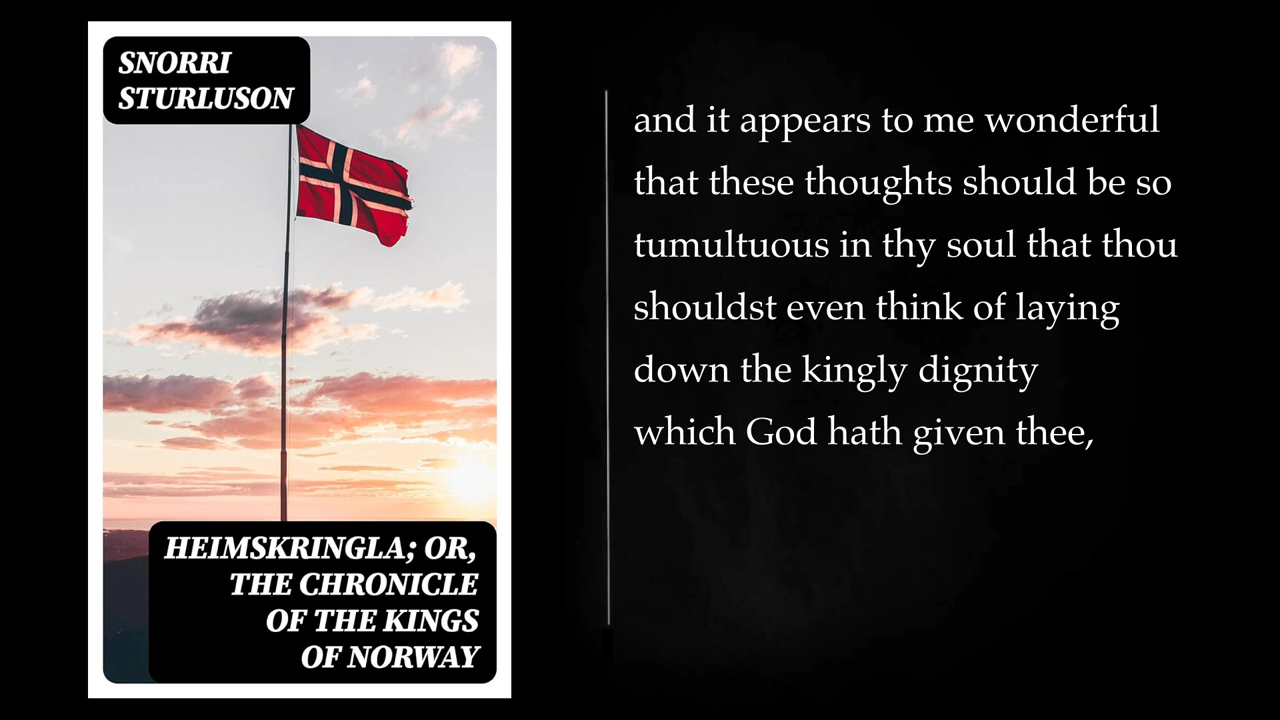 SNORRI
STURLUSON
HEIMSKRINGLA; OR,
THE CHRONICLE
OF THE KINGS
OF NORWAY
and it appears to me wonderful
that these thoughts should be so
tumultuous in thy soul that thou
shouldst even think of laying
down the kingly dignity
which God hath given thee,